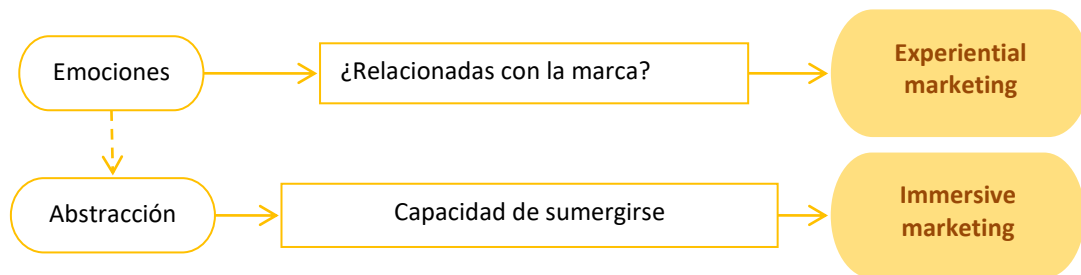 Emociones
¿Relacionadas con la marca?
Experiential
marketing
Abstracción
Capacidad de sumergirse
Immersive
marketing